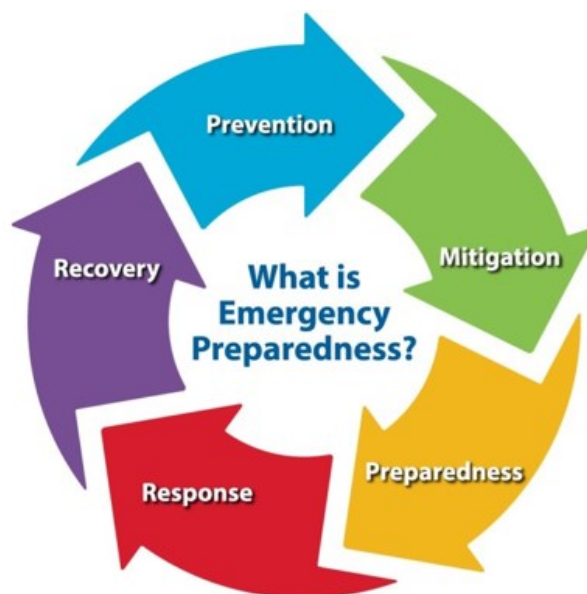 Prevention
Mitigation
Recovery
What is
Emergency
Preparedness?
Preparedness
Response